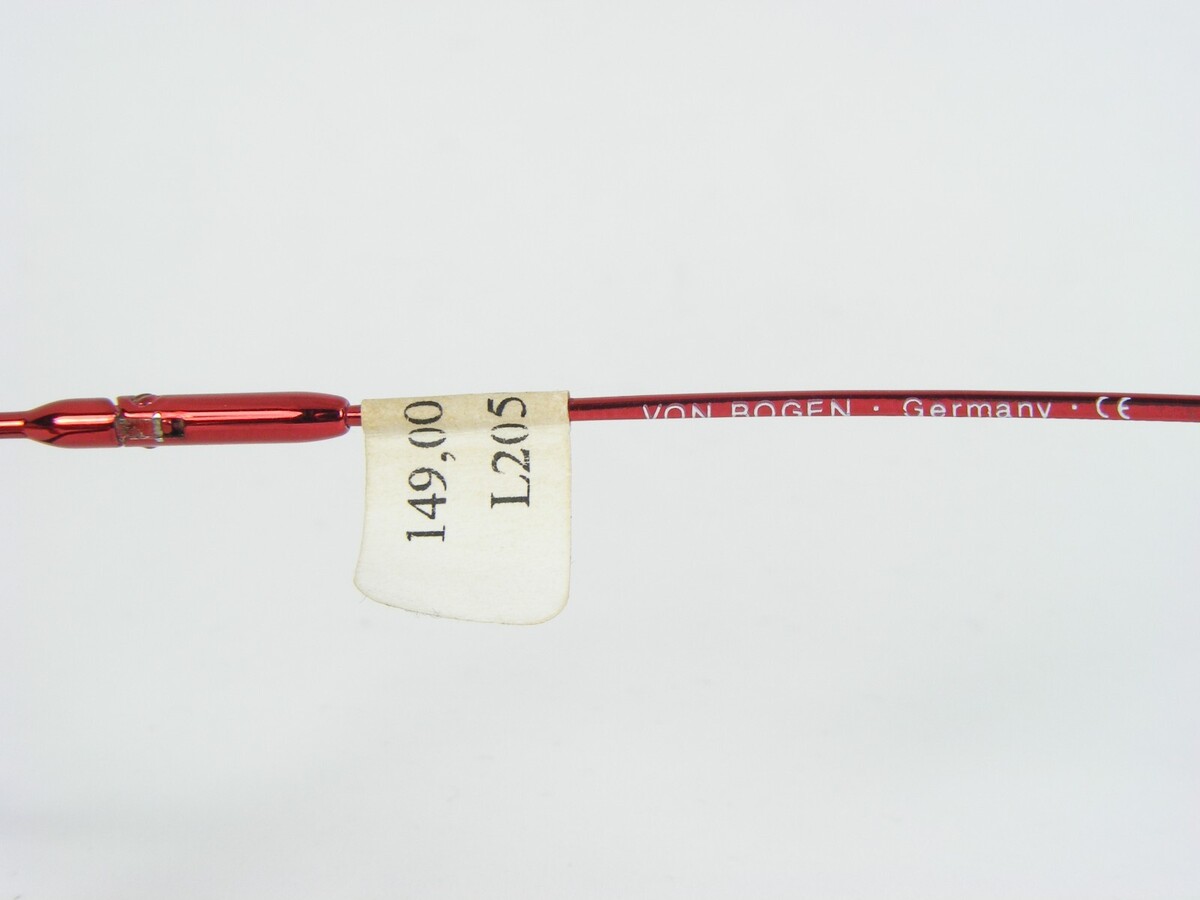 149,00
L205
VON BOGEN · Germany · CE